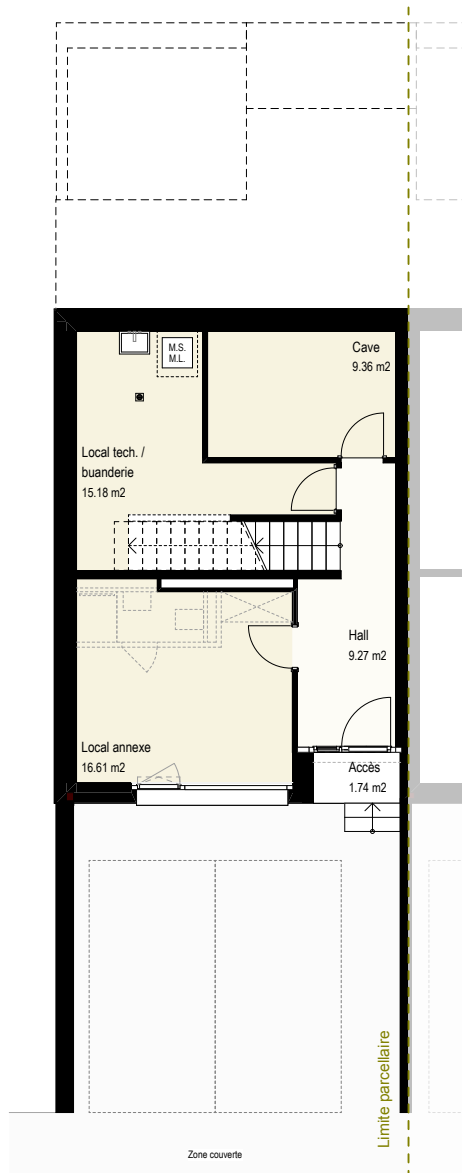 M.S.
M.L.
Cave
9.36 m2
Local tech. /
buanderie
15.18 m2
Hall
9.27 m2
Local annexe
16.61 m2
Accès
1.74 m2
Limite parcellaire
Zone couverte